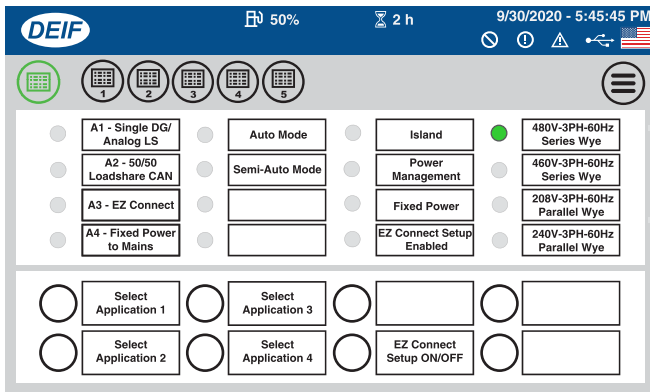 DEIF
50%
2 h
9/30/2020 - 5:45:45 PM
1
2
3
4
5
A1 - Single DG/
Analog LS
Auto Mode
Island
480V-3PH-60Hz
Series Wye
A2 - 50/50
Loadshare CAN
Semi-Auto Mode
Power
Management
460V-3PH-60Hz
Series Wye
A3 - EZ Connect
Fixed Power
208V-3PH-60Hz
Parallel Wye
A4 - Fixed Power
to Mains
EZ Connect Setup
Enabled
240V-3PH-60Hz
Parallel Wye
Select
Application 1
Select
Application 3
Select
Application 2
Select
Application 4
EZ Connect
Setup ON/OFF